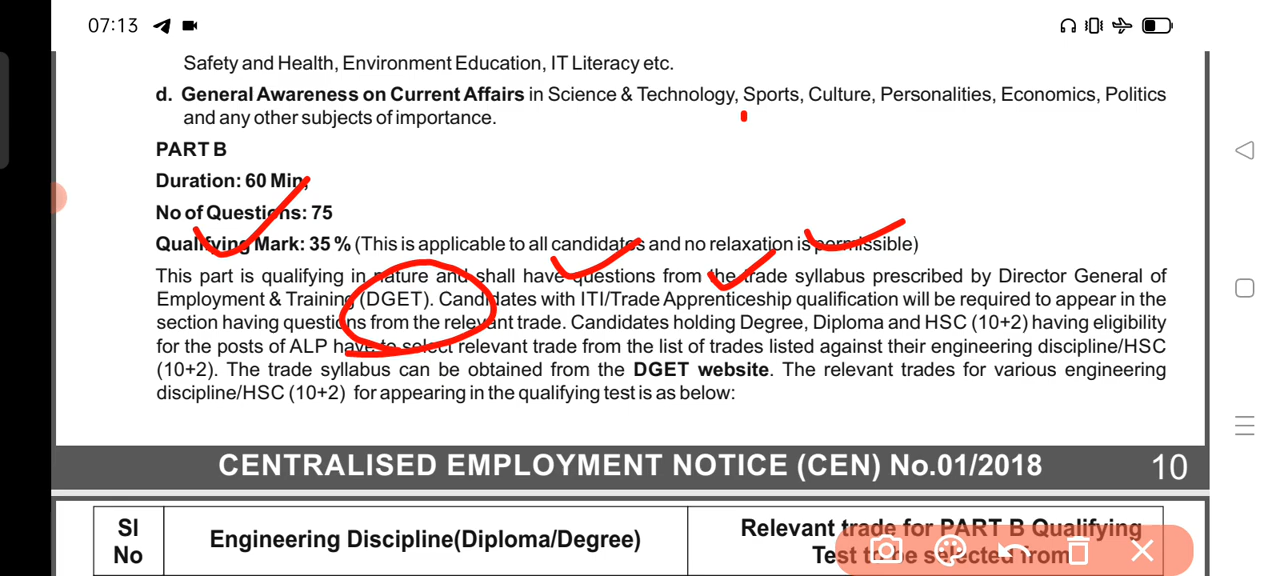 07:13
Safety and Health, Environment Education, IT Literacy etc.
d. General Awareness on Current Affairs in Science & Technology, Sports, Culture, Personalities, Economics, Politics
and any other subjects of importance.
PART B
Duration: 60 Min,
No of Questions: 75
Qualifying Mark: 35 % (This is applicable to all candidates and no relaxation is permissible)
This part is qualifying in nature and shall have questions from the trade syllabus prescribed by Director General of
Employment & Training (DGET). Candidates with ITI/Trade Apprenticeship qualification will be required to appear in the
section having questions from the relevant trade. Candidates holding Degree, Diploma and HSC (10+2) having eligibility
for the posts of ALP have to select relevant trade from the list of trades listed against their engineering discipline/HSC
(10+2). The trade syllabus can be obtained from the DGET website. The relevant trades for various engineering
discipline/HSC (10+2) for appearing in the qualifying test is as below:
CENTRALISED EMPLOYMENT NOTICE (CEN) No.01/2018 10
Sl No
Engineering Discipline(Diploma/Degree)
Relevant trade for PART B Qualifying
Test to be selected from